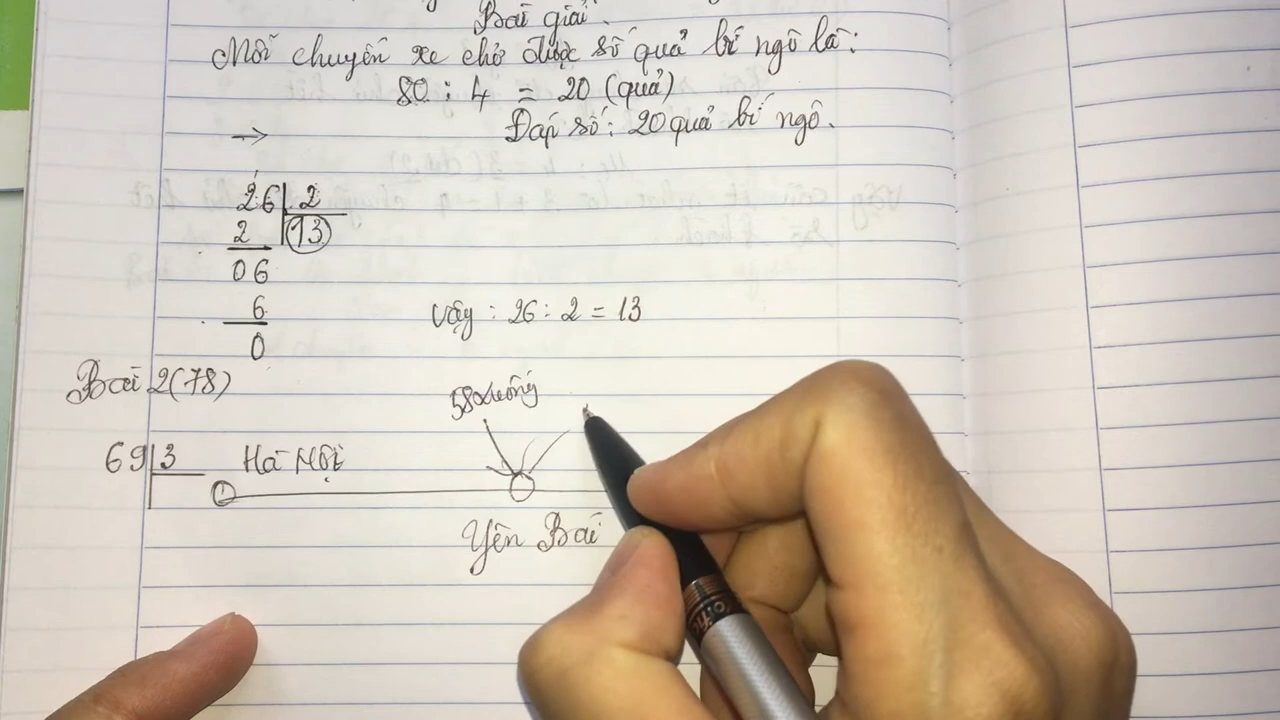 Bài giải.
Mỗi chuyến xe chở được số quả bí ngô là:
80 : 4 = 20 (quả)
Đáp số: 20 quả bí ngô.
26 2
2 13
06
6
0
Vậy : 26 : 2 = 13
Bài 2 (78)
58 xuống
69 3
Hà Nội
Yên Bái